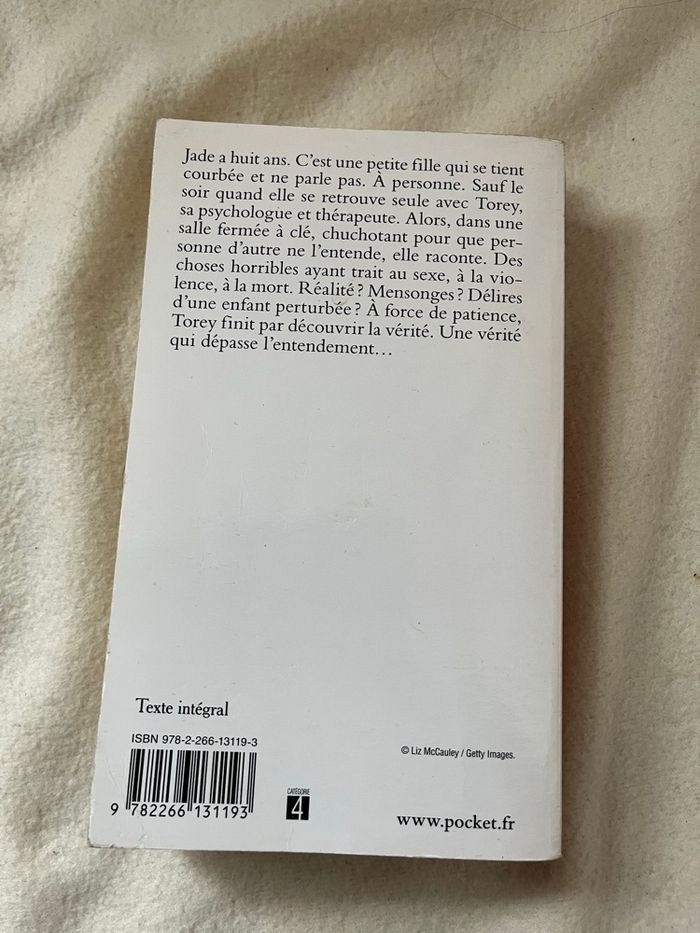 Jade a huit ans. C'est une petite fille qui se tient
courbée et ne parle pas. À personne. Sauf le
soir quand elle se retrouve seule avec Torey,
sa psychologue et thérapeute. Alors, dans une
salle fermée à clé, chuchotant pour que per-
sonne d'autre ne l'entende, elle raconte. Des
choses horribles ayant trait au sexe, à la vio-
lence, à la mort. Réalité ? Mensonges ? Délires
d'une enfant perturbée ? À force de patience,
Torey finit par découvrir la vérité. Une vérité
qui dépasse l'entendement…
Texte intégral
ISBN 978-2-266-13119-3
9 782266 131193
© Liz McCauley / Getty Images.
CATÉGORIE
4
www.pocket.fr